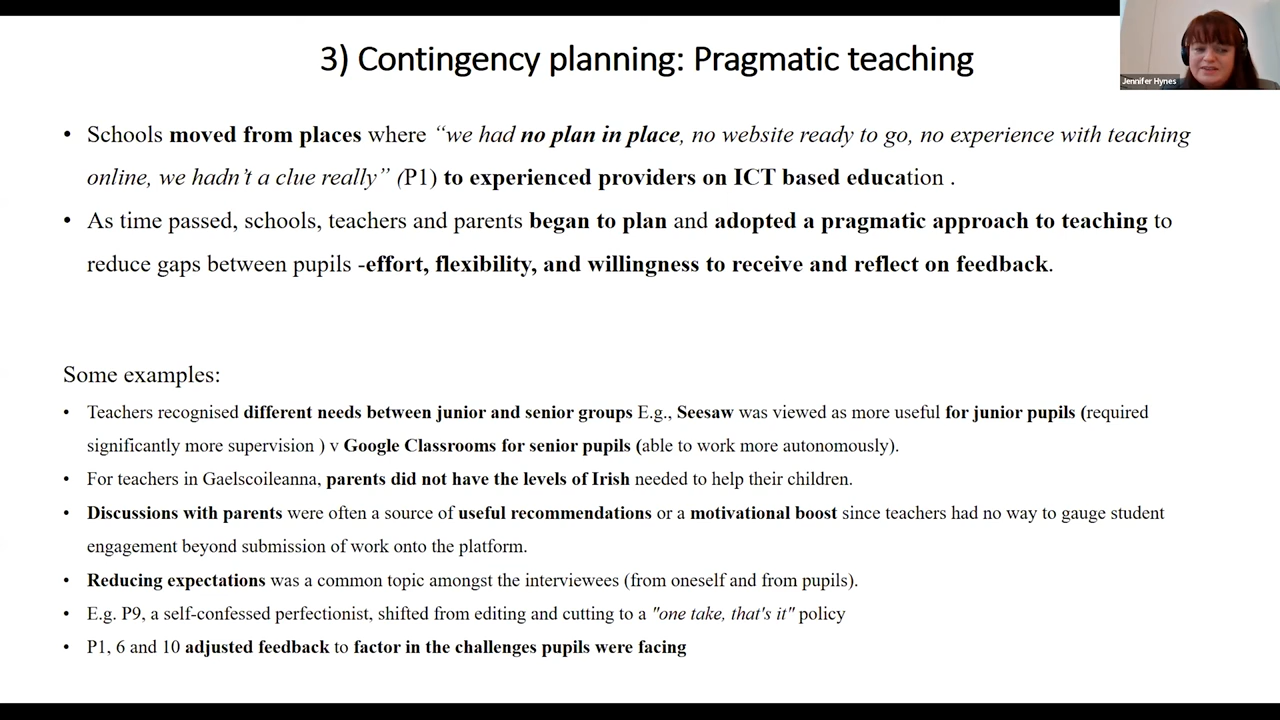 3) Contingency planning: Pragmatic teaching
Jennifer Hynes
• Schools moved from places where “we had no plan in place, no website ready to go, no experience with teaching
online, we hadn’t a clue really” (P1) to experienced providers on ICT based education .
• As time passed, schools, teachers and parents began to plan and adopted a pragmatic approach to teaching to
reduce gaps between pupils -effort, flexibility, and willingness to receive and reflect on feedback.
Some examples:
• Teachers recognised different needs between junior and senior groups E.g., Seesaw was viewed as more useful for junior pupils (required
significantly more supervision ) v Google Classrooms for senior pupils (able to work more autonomously).
• For teachers in Gaelscoileanna, parents did not have the levels of Irish needed to help their children.
• Discussions with parents were often a source of useful recommendations or a motivational boost since teachers had no way to gauge student
engagement beyond submission of work onto the platform.
• Reducing expectations was a common topic amongst the interviewees (from oneself and from pupils).
• E.g. P9, a self-confessed perfectionist, shifted from editing and cutting to a "one take, that's it" policy
• P1, 6 and 10 adjusted feedback to factor in the challenges pupils were facing